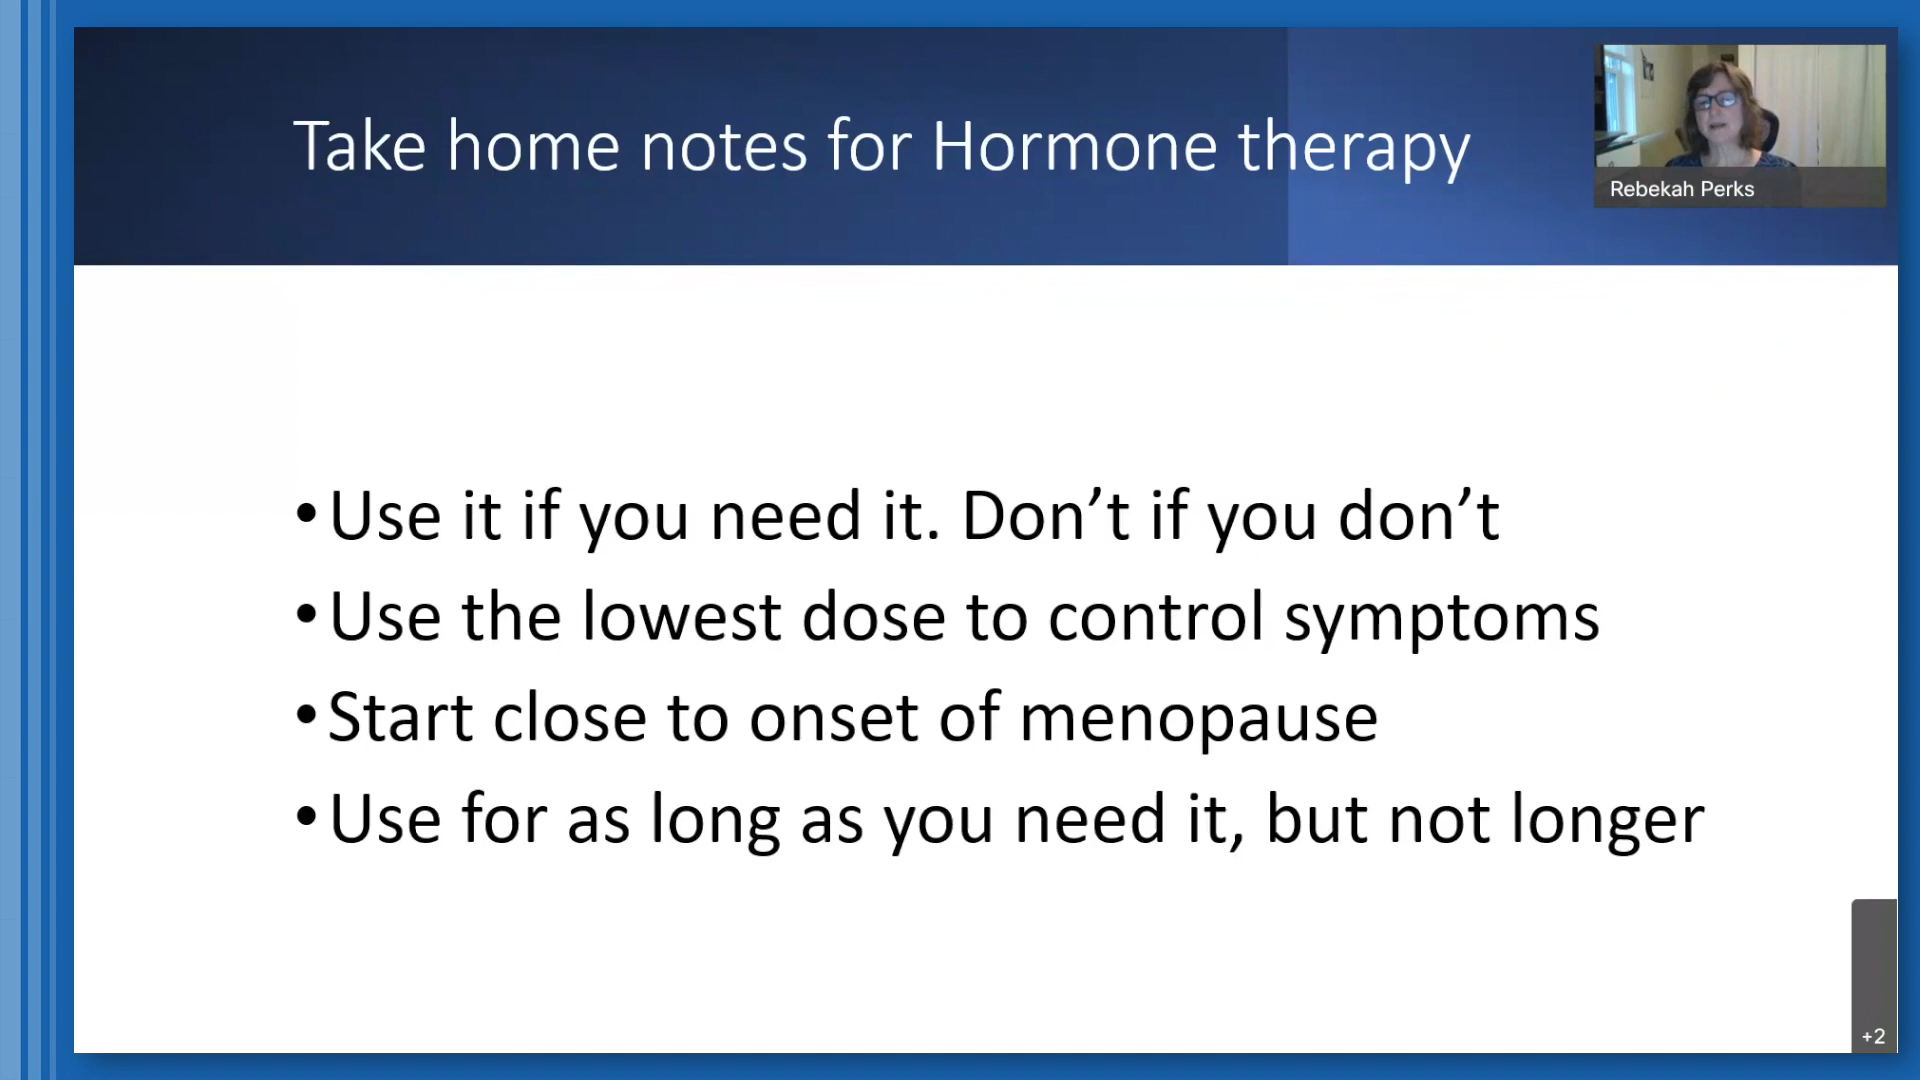 Take home notes for Hormone therapy
Rebekah Perks
•Use it if you need it. Don’t if you don’t
•Use the lowest dose to control symptoms
•Start close to onset of menopause
•Use for as long as you need it, but not longer
+2